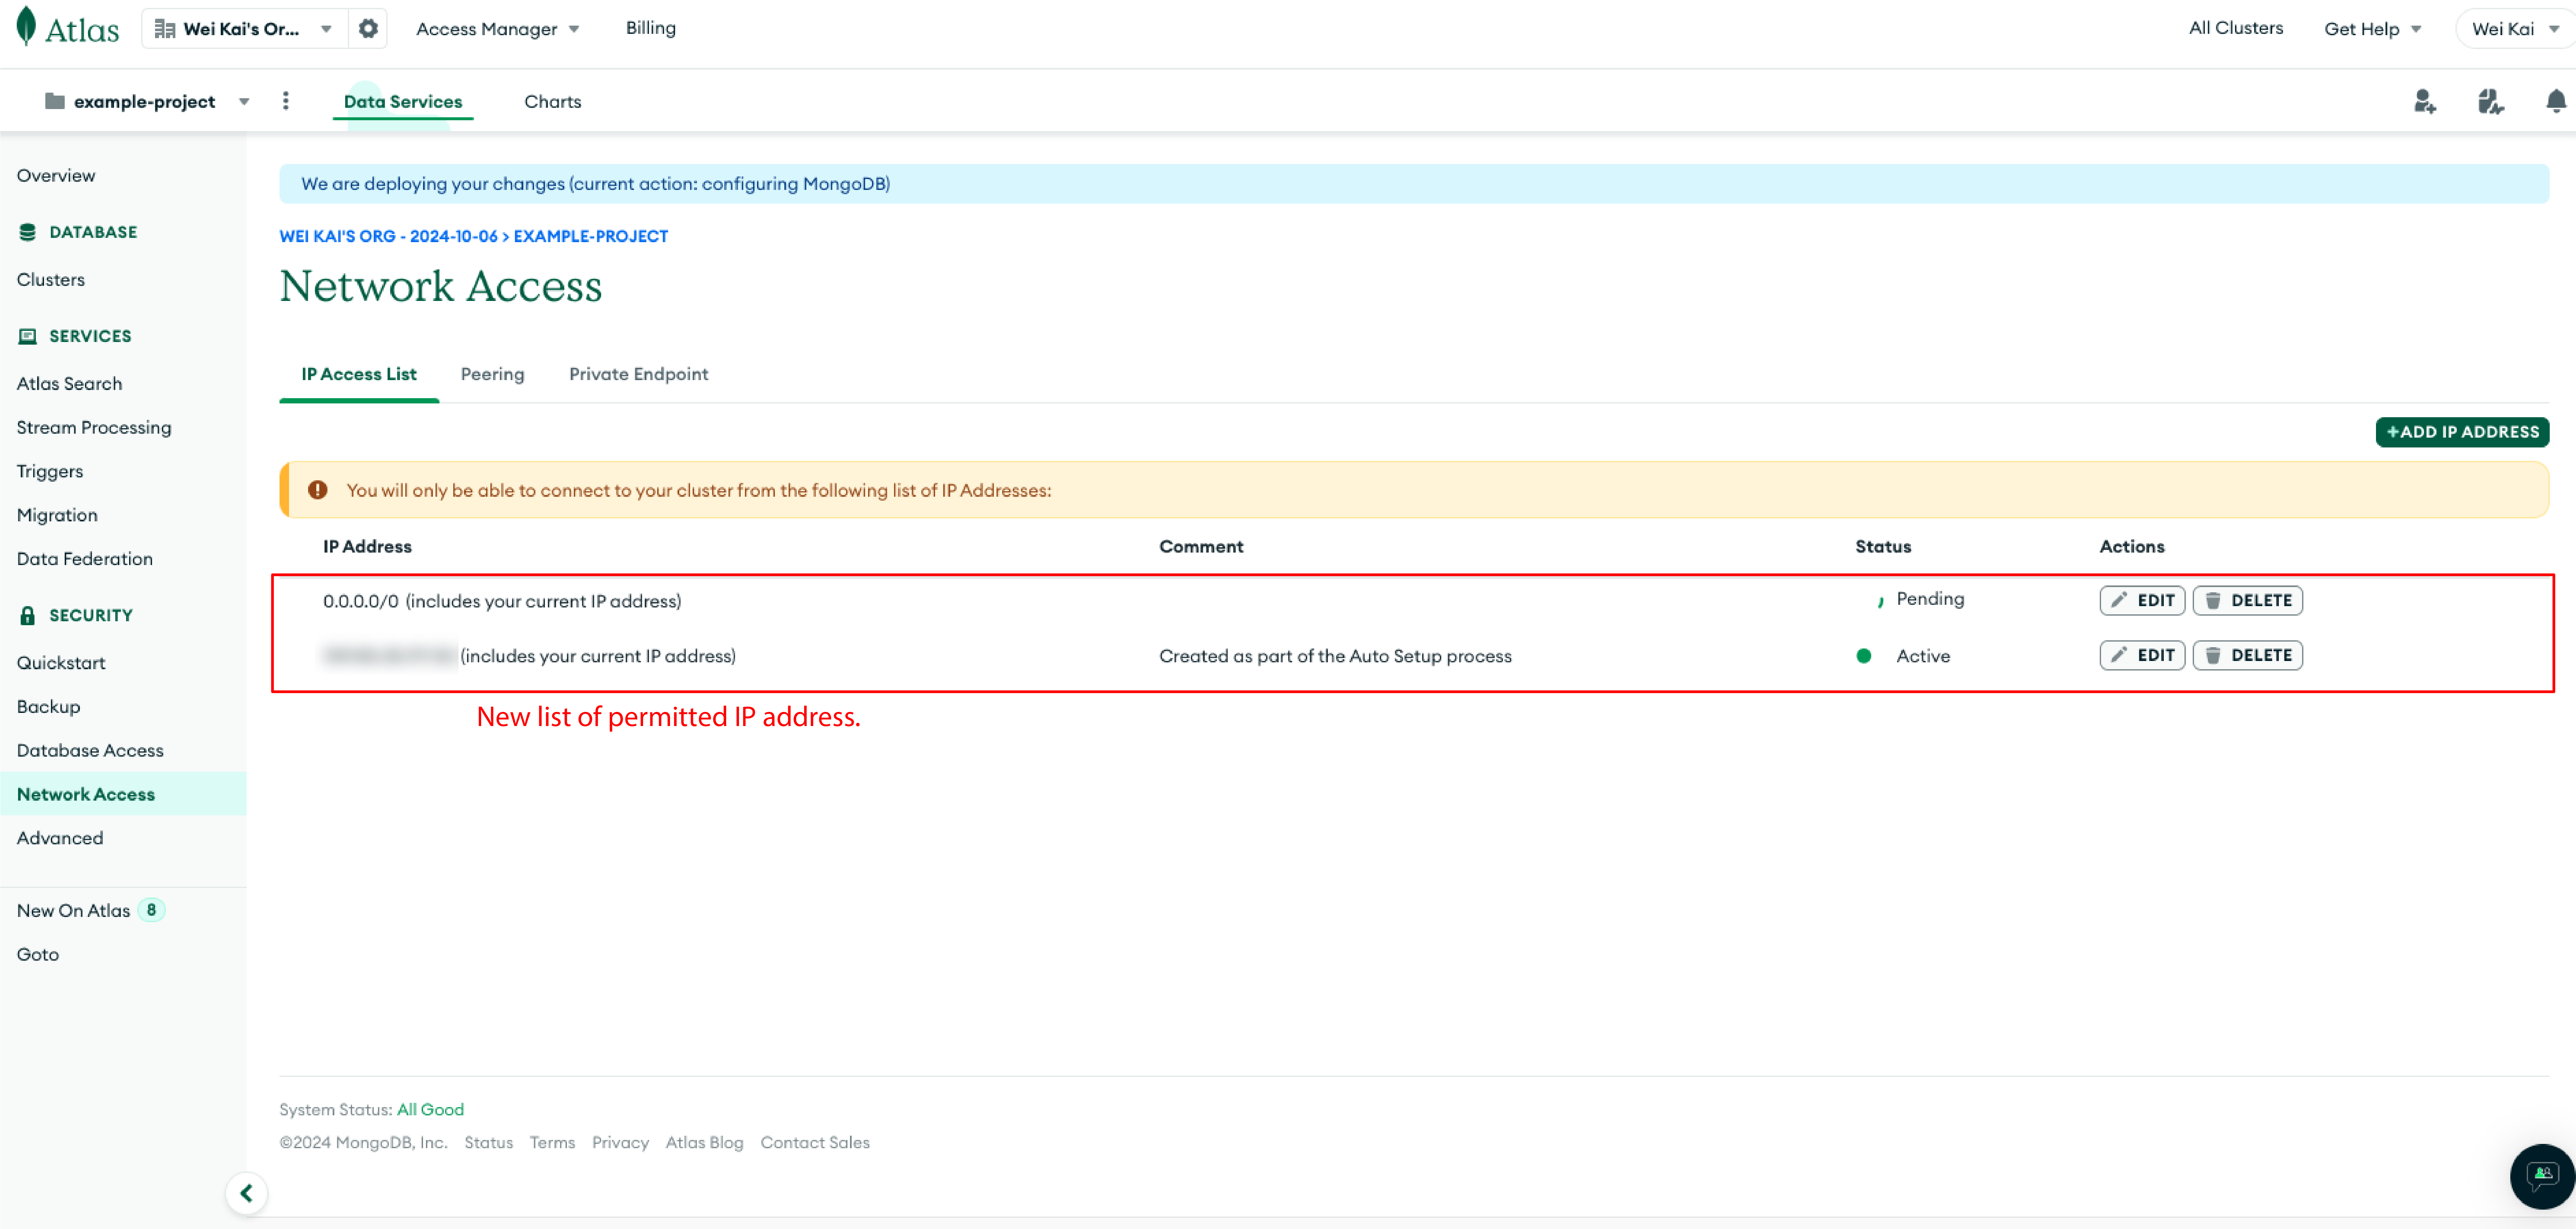 Atlas
Wei Kai's Or...
Access Manager
Billing
All Clusters
Get Help
Wei Kai
example-project
Data Services
Charts
Overview
DATABASE
Clusters
SERVICES
Atlas Search
Stream Processing
Triggers
Migration
Data Federation
SECURITY
Quickstart
Backup
Database Access
Network Access
Advanced
New On Atlas 8
Goto
We are deploying your changes (current action: configuring MongoDB)
WEI KAI'S ORG - 2024-10-06 > EXAMPLE-PROJECT
Network Access
IP Access List
Peering
Private Endpoint
+ADD IP ADDRESS
You will only be able to connect to your cluster from the following list of IP Addresses:
IP Address Comment Status Actions
0.0.0.0/0 (includes your current IP address) Pending EDIT DELETE
(includes your current IP address) Created as part of the Auto Setup process Active EDIT DELETE
New list of permitted IP address.
System Status: All Good
©2024 MongoDB, Inc. Status Terms Privacy Atlas Blog Contact Sales